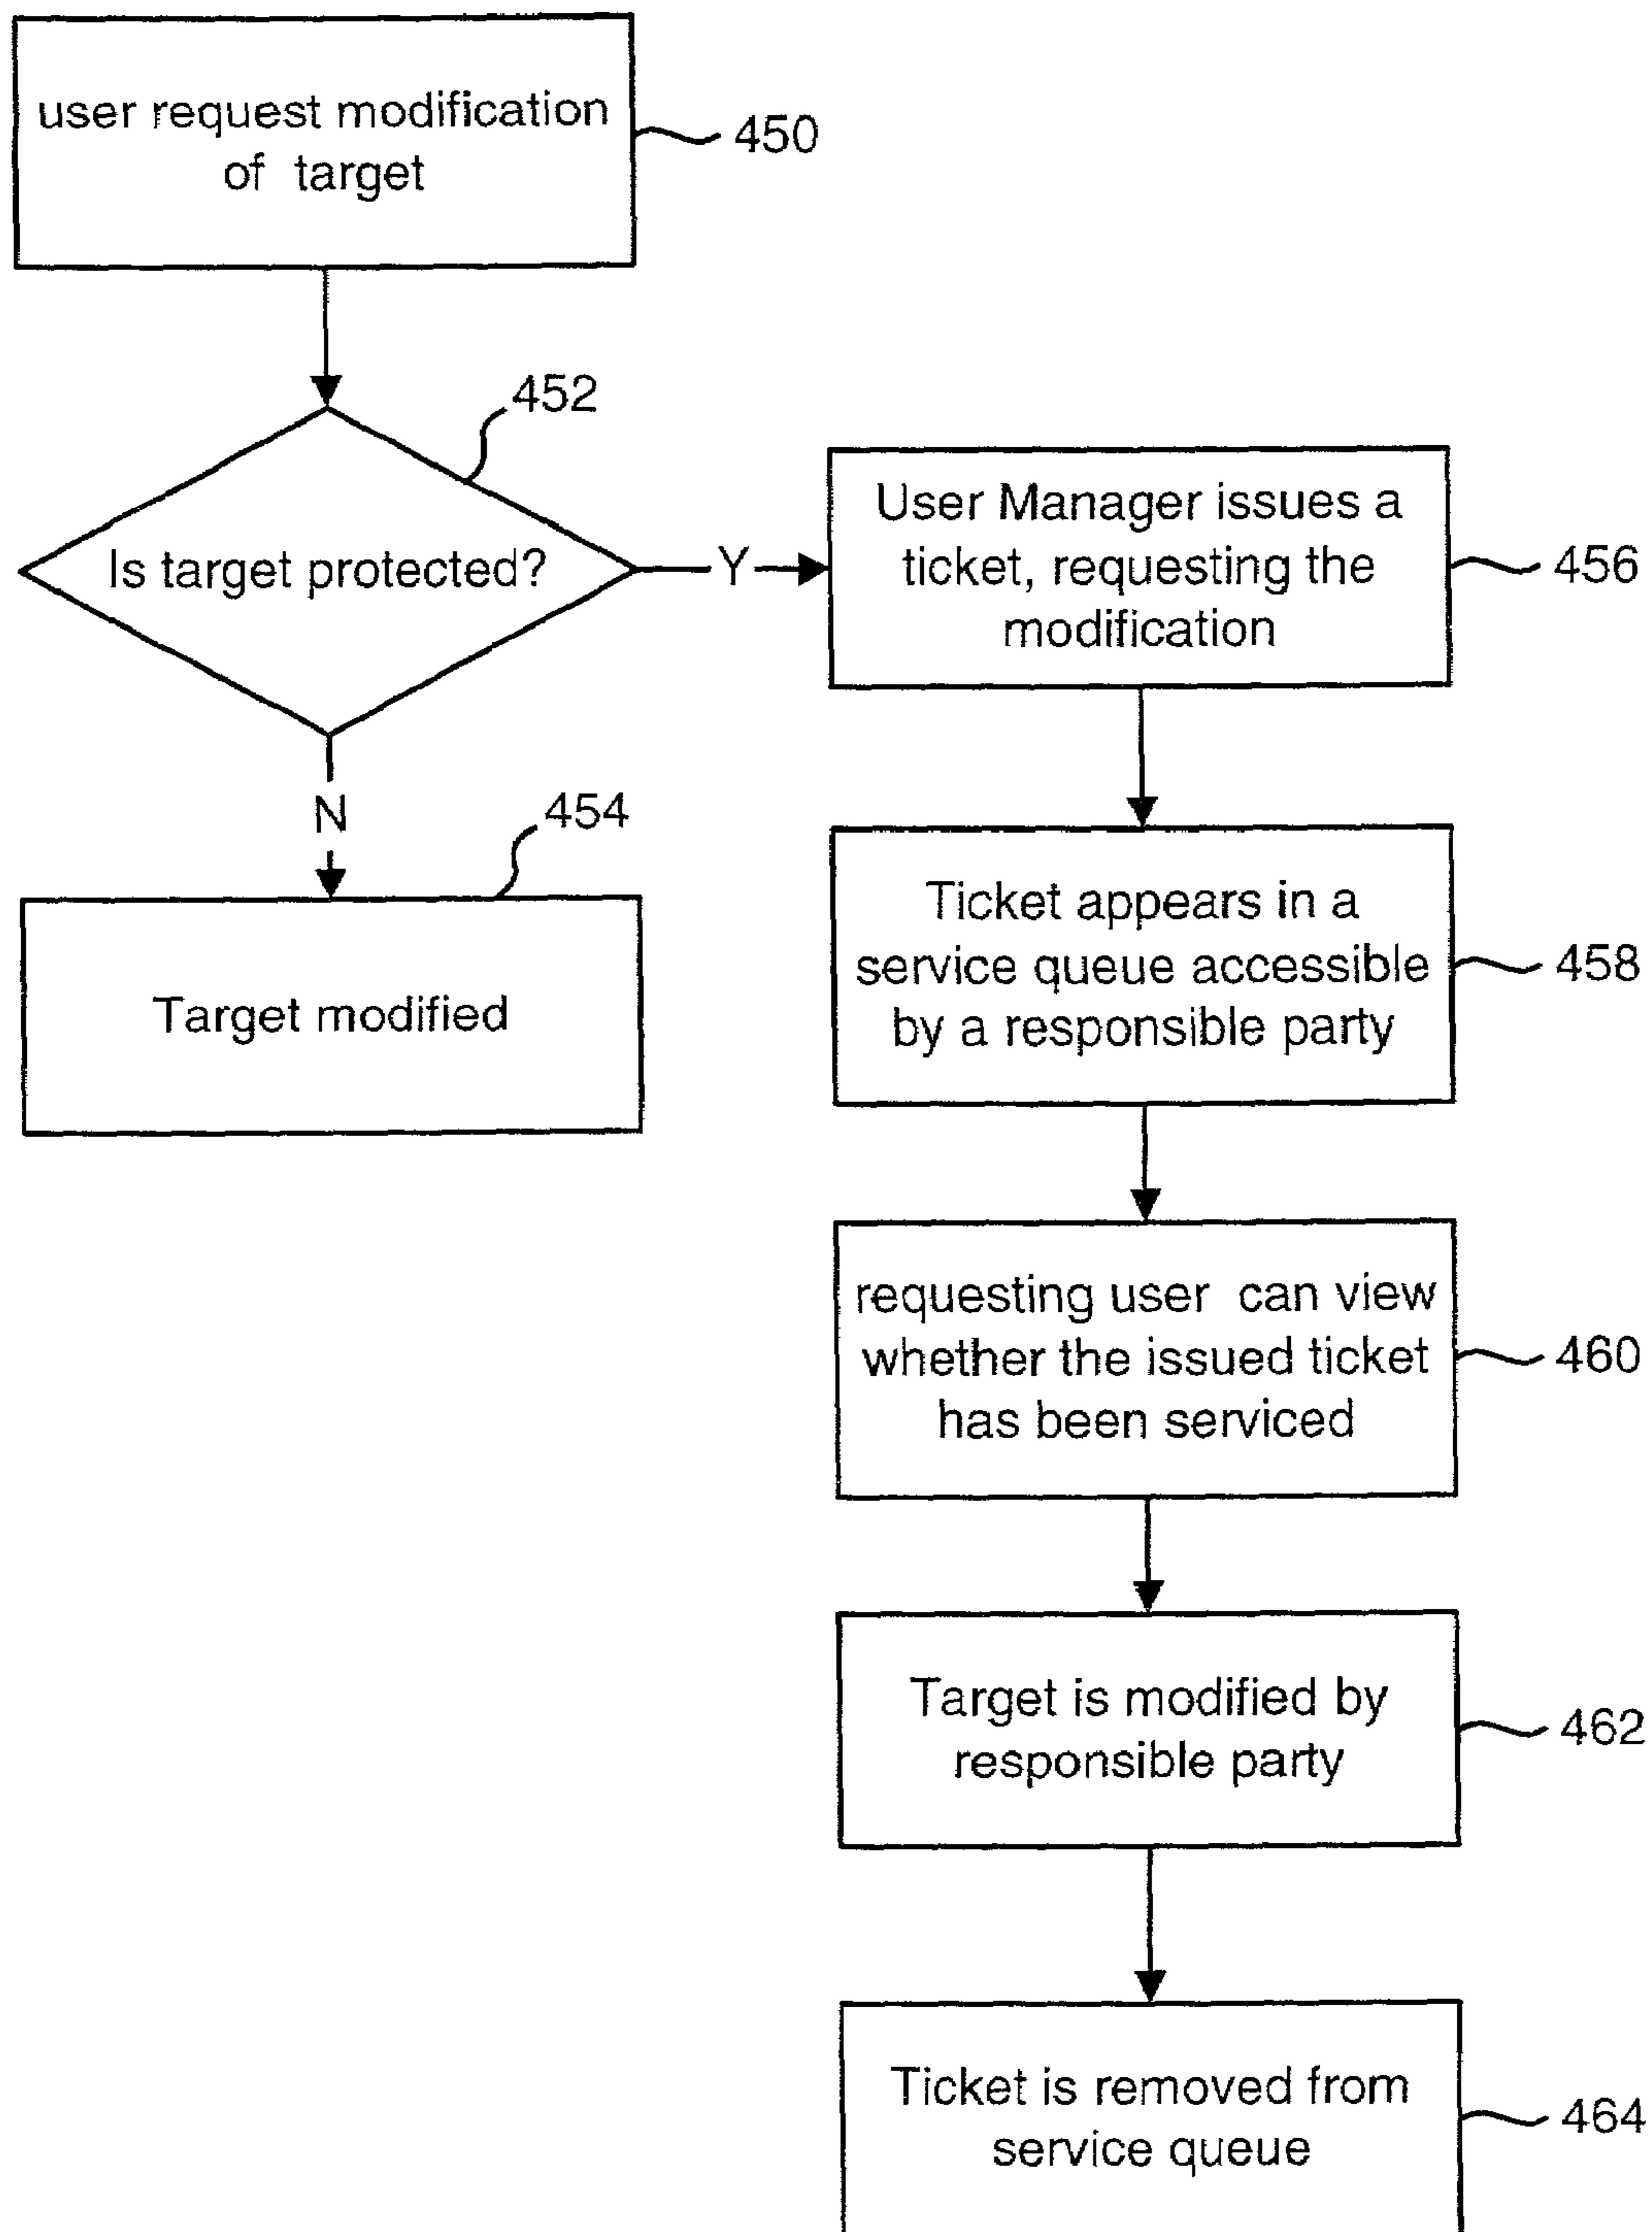 user request modification
of target
450
452
Is target protected?
Y
N
454
Target modified
User Manager issues a
ticket, requesting the
modification
456
Ticket appears in a
service queue accessible
by a responsible party
458
requesting user can view
whether the issued ticket
has been serviced
460
Target is modified by
responsible party
462
Ticket is removed from
service queue
464